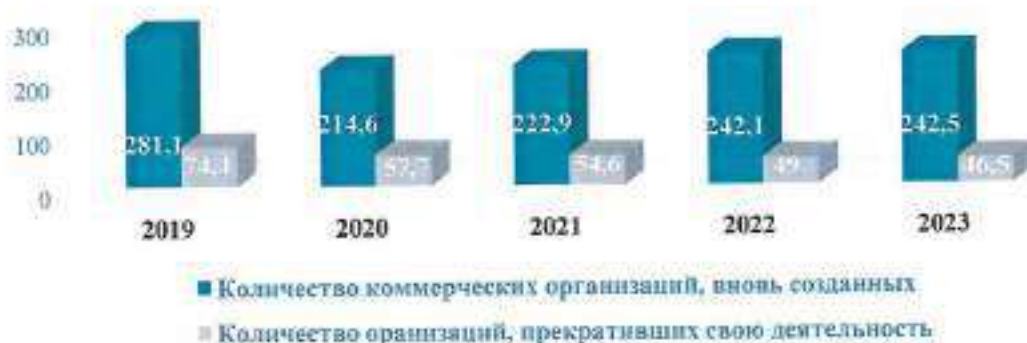 300
200
100
0
281,1 74,1 214,6 57,7 222,9 54,6 242,1 49 242,5 46,5
2019 2020 2021 2022 2023
Количество коммерческих организаций, вновь созданных
Количество оранизаций, прекративших свою деятельность